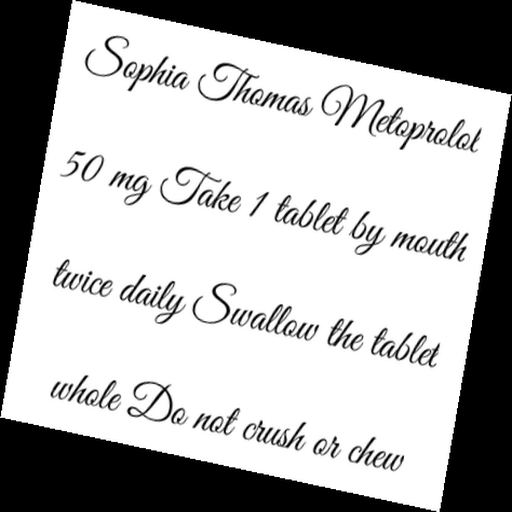 Sophia Thomas Metoprolol
50 mg Take 1 tablet by mouth
twice daily Swallow the tablet
whole Do not crush or chew